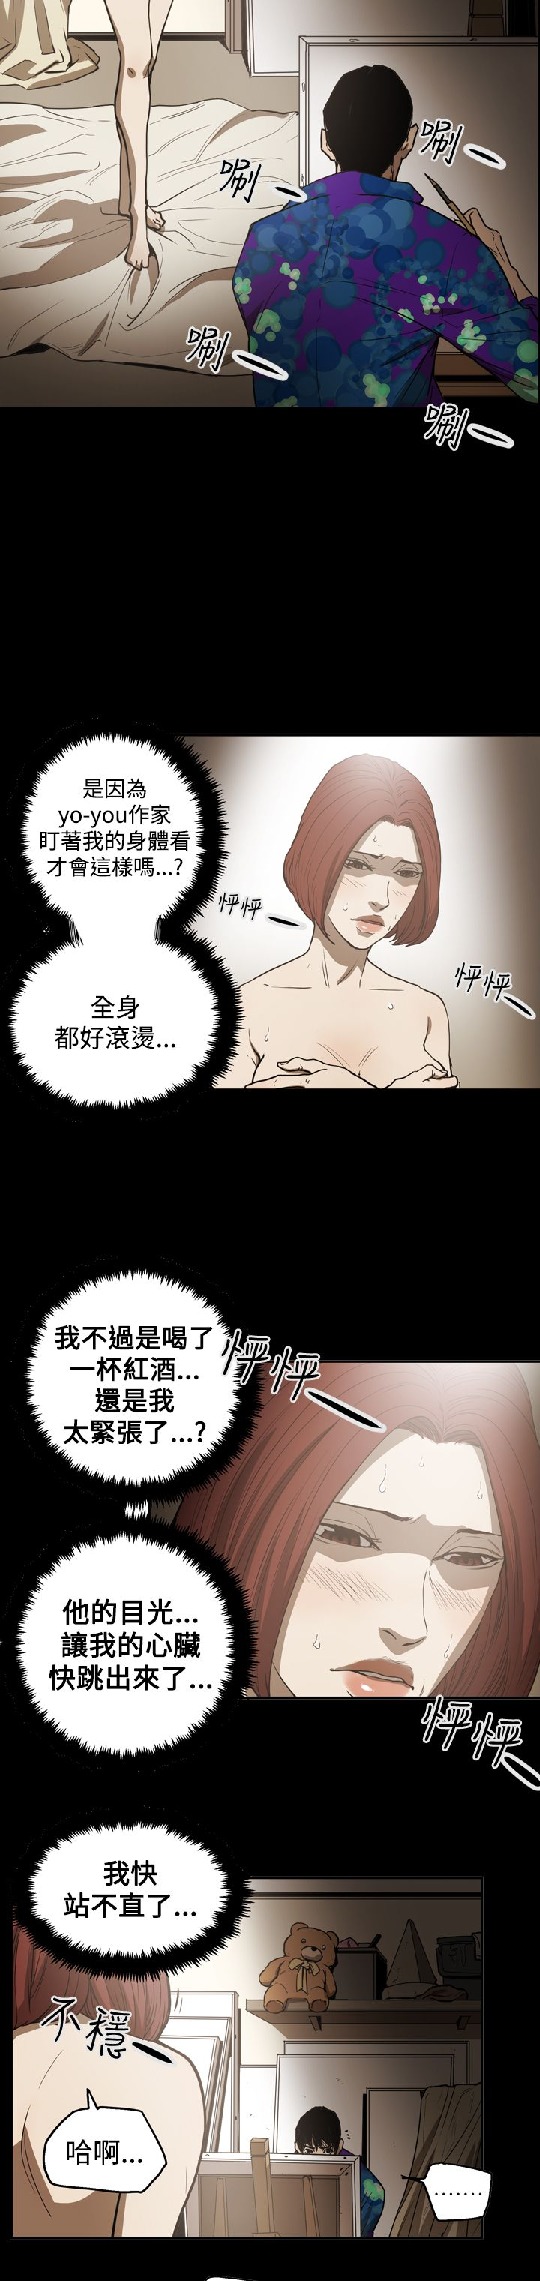 唰
唰
唰
唰
是因為
yo-you作家
盯著我的身體看
才會這樣嗎...?
怦怦
怦怦
全身
都好滾燙...
我不過是喝了
一杯紅酒...
還是我
太緊張了...?
怦怦
他的目光...
讓我的心臟
快跳出來了...
怦怦
我快
站不直了...
不穩
哈啊...
.......